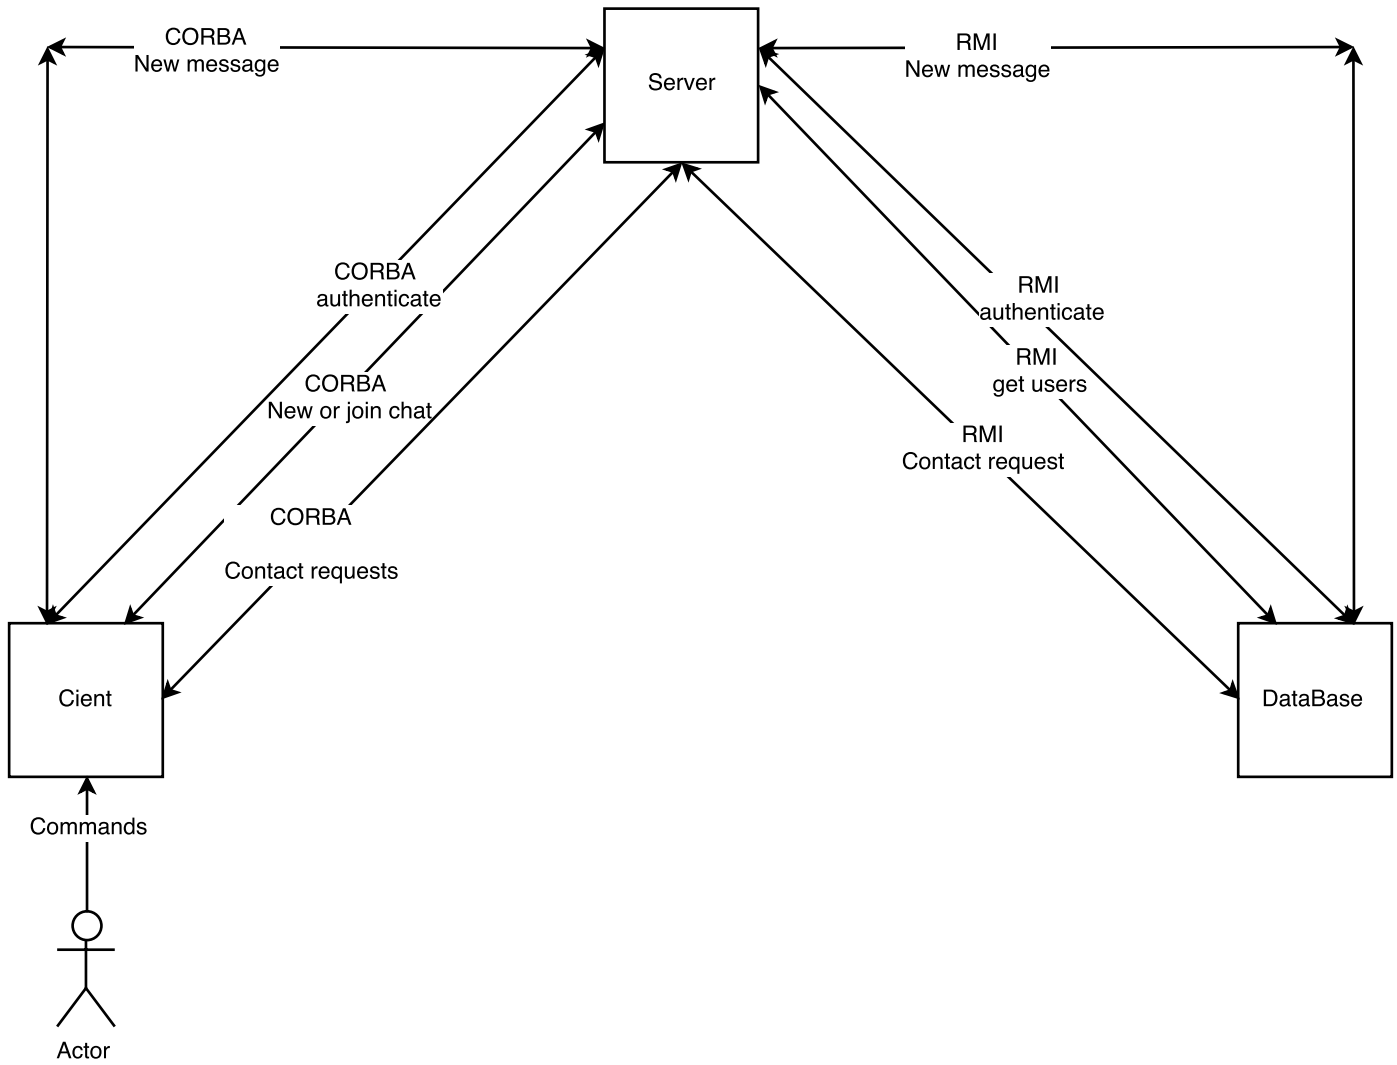 CORBA
New message
Server
RMI
New message
CORBA
authenticate
RMI
authenticate
CORBA
New or join chat
RMI
get users
RMI
Contact request
CORBA
Contact requests
Cient
DataBase
Commands
Actor